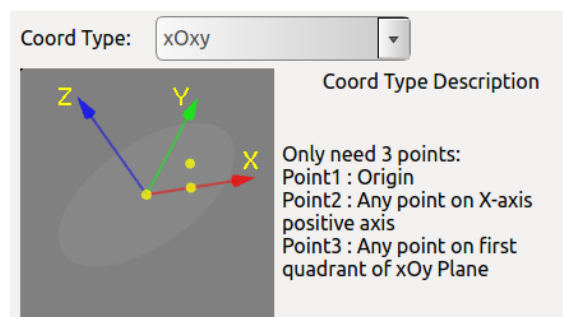 Coord Type: xOxy
Coord Type Description
Z Y
X
Only need 3 points:
Point1 : Origin
Point2 : Any point on X-axis
positive axis
Point3 : Any point on first
quadrant of xOy Plane